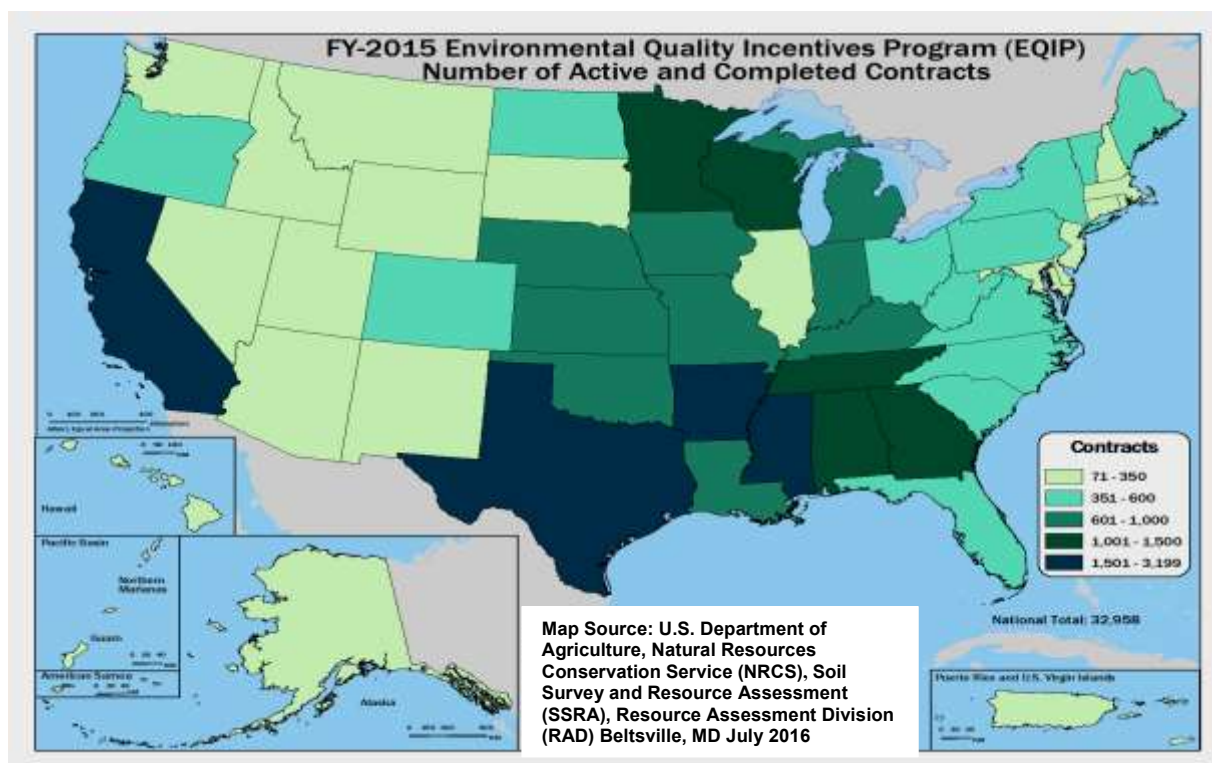 FY-2015 Environmental Quality Incentives Program (EQIP)
Number of Active and Completed Contracts
Contracts
71 - 350
351 - 600
601 - 1,000
1,001 - 1,500
1,501 - 3,199
National Total: 32,958
Hawaii
Pacific Basin
Northern
Marianas
Guam
American Samoa
Alaska
Map Source: U.S. Department of
Agriculture, Natural Resources
Conservation Service (NRCS), Soil
Survey and Resource Assessment
(SSRA), Resource Assessment Division
(RAD) Beltsville, MD July 2016
Puerto Rico and U.S. Virgin Islands